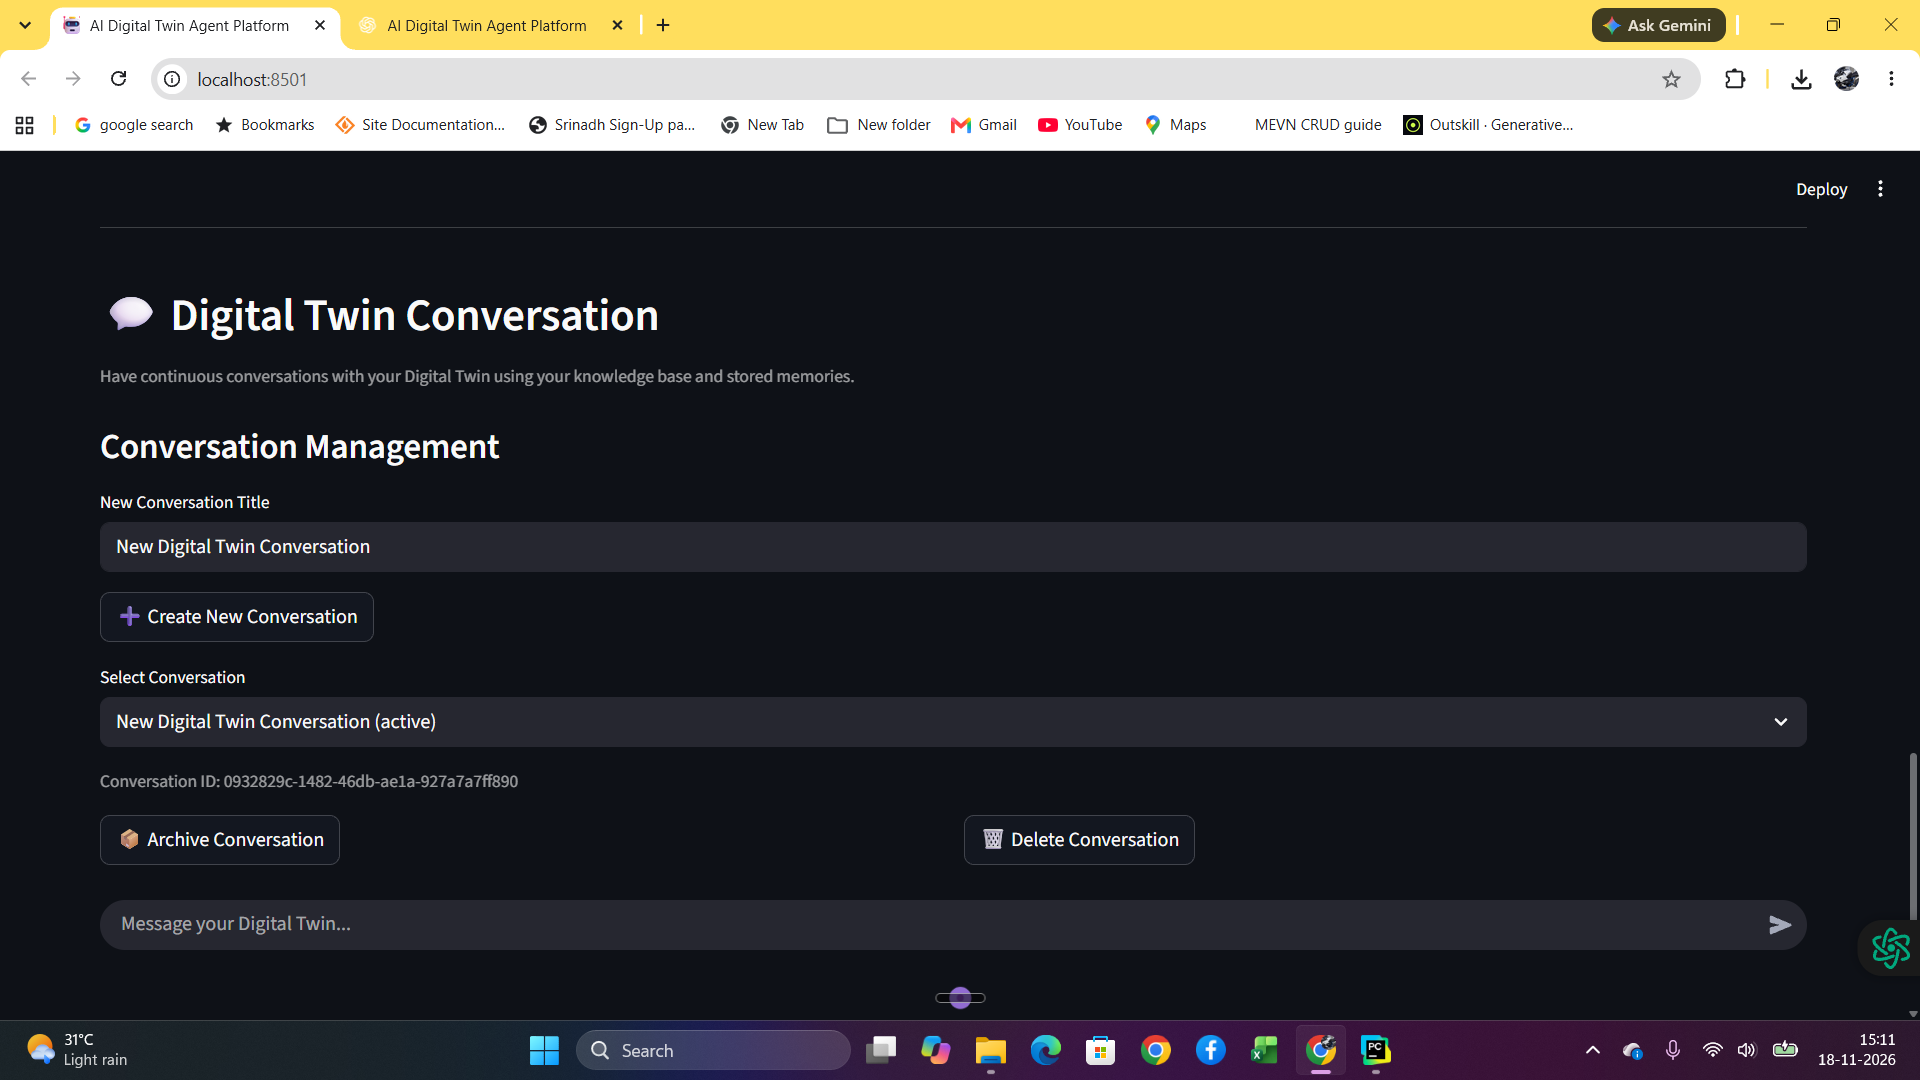 AI Digital Twin Agent Platform
AI Digital Twin Agent Platform
Ask Gemini
localhost:8501
google search
Bookmarks
Site Documentation...
Srinadh Sign-Up pa...
New Tab
New folder
Gmail
YouTube
Maps
MEVN CRUD guide
Outskill · Generative...
Deploy
Digital Twin Conversation
Have continuous conversations with your Digital Twin using your knowledge base and stored memories.
Conversation Management
New Conversation Title
New Digital Twin Conversation
Create New Conversation
Select Conversation
New Digital Twin Conversation (active)
Conversation ID: 0932829c-1482-46db-ae1a-927a7a7ff890
Archive Conversation
Delete Conversation
Message your Digital Twin...
31°C
Light rain
Search
PC
15:11
18-11-2026